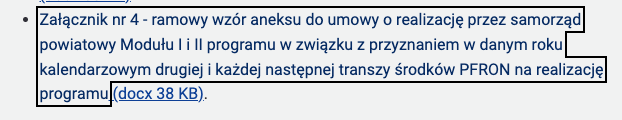 Załącznik nr 4 - ramowy wzór aneksu do umowy o realizację przez samorząd
powiatowy Modułu I i II programu w związku z przyznaniem w danym roku
kalendarzowym drugiej i każdej następnej transzy środków PFRON na realizację
programu (docx 38 KB).